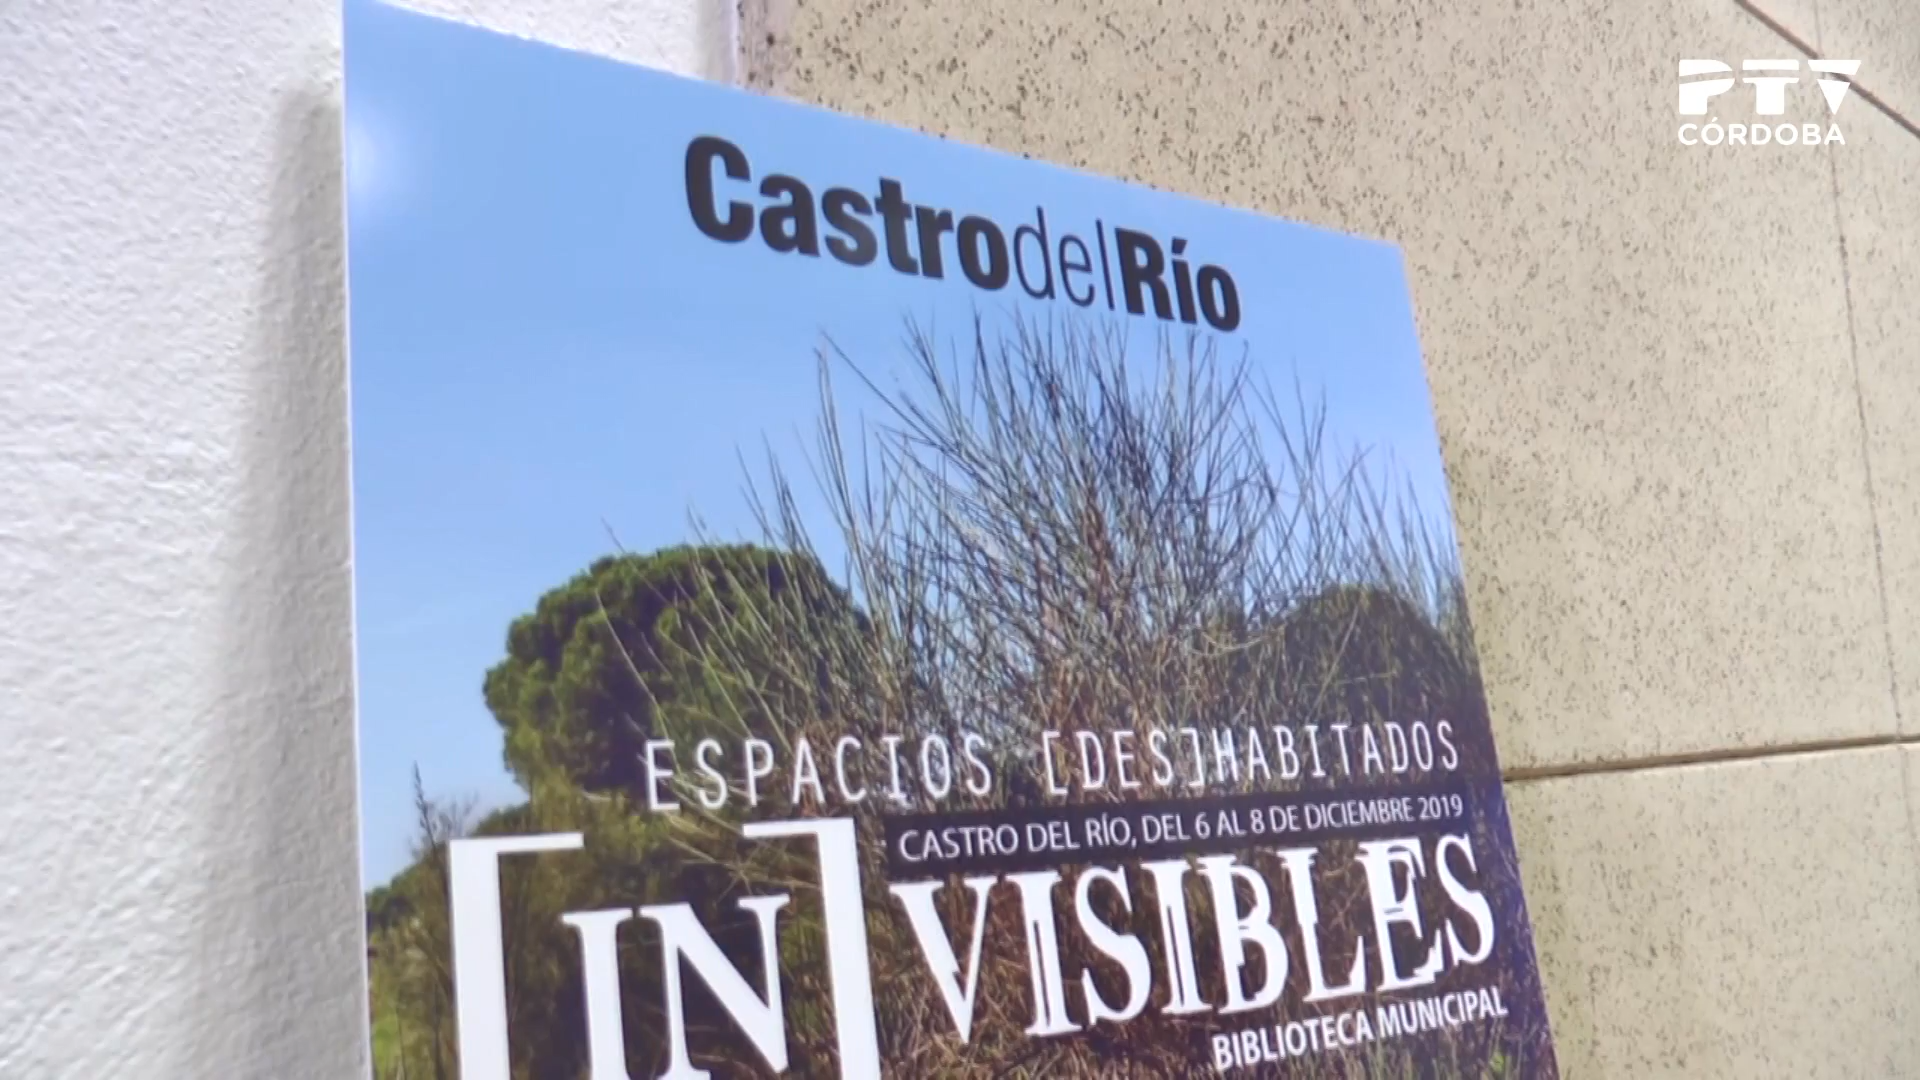 PTV
CÓRDOBA
CastrodelRío
ESPACIOS [DES]HABITADOS
CASTRO DEL RÍO, DEL 6 AL 8 DE DICIEMBRE 2019
[IN]VISIBLES
BIBLIOTECA MUNICIPAL